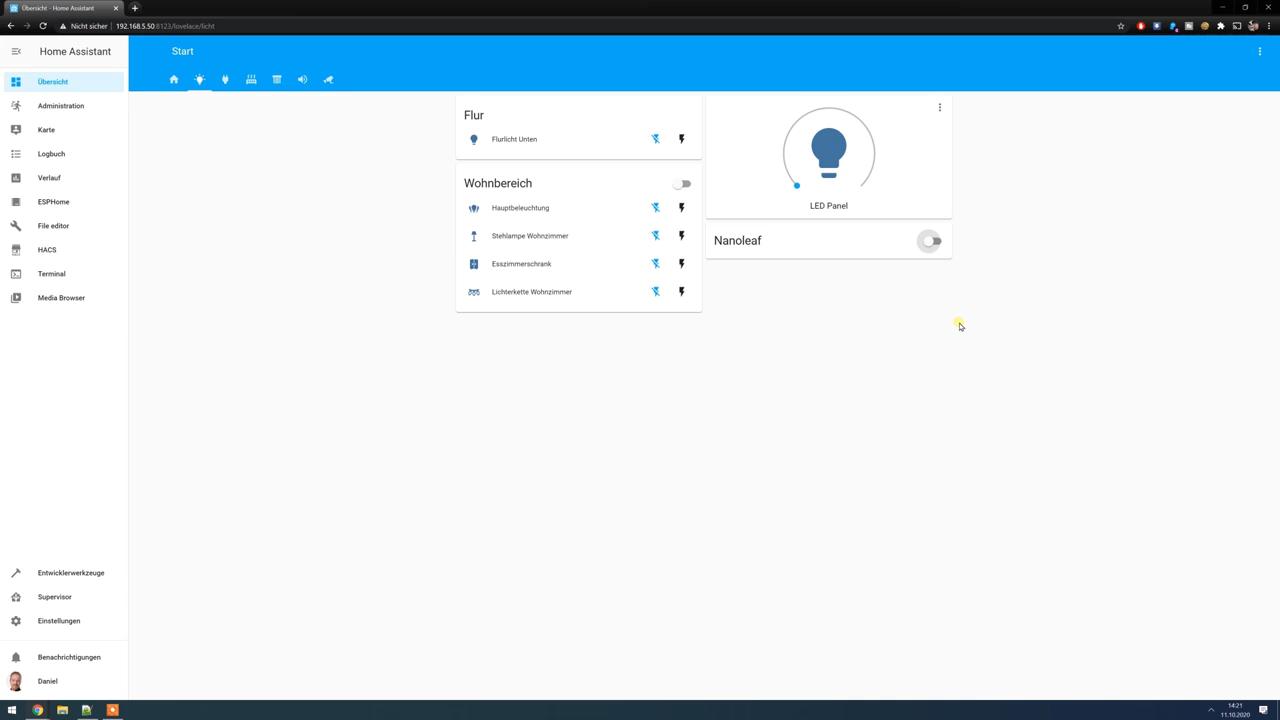 Übersicht - Home Assistant
Nicht sicher 192.168.5.50:8123/lovelace/licht
Home Assistant
Start
Übersicht
Administration
Karte
Logbuch
Verlauf
ESPHome
File editor
HACS
Terminal
Media Browser
Entwicklerwerkzeuge
Supervisor
Einstellungen
Benachrichtigungen
Daniel
Flur
Flurlicht Unten
Wohnbereich
Hauptbeleuchtung
Stehlampe Wohnzimmer
Esszimmerschrank
Lichterkette Wohnzimmer
LED Panel
Nanoleaf
14:21
11.10.2020